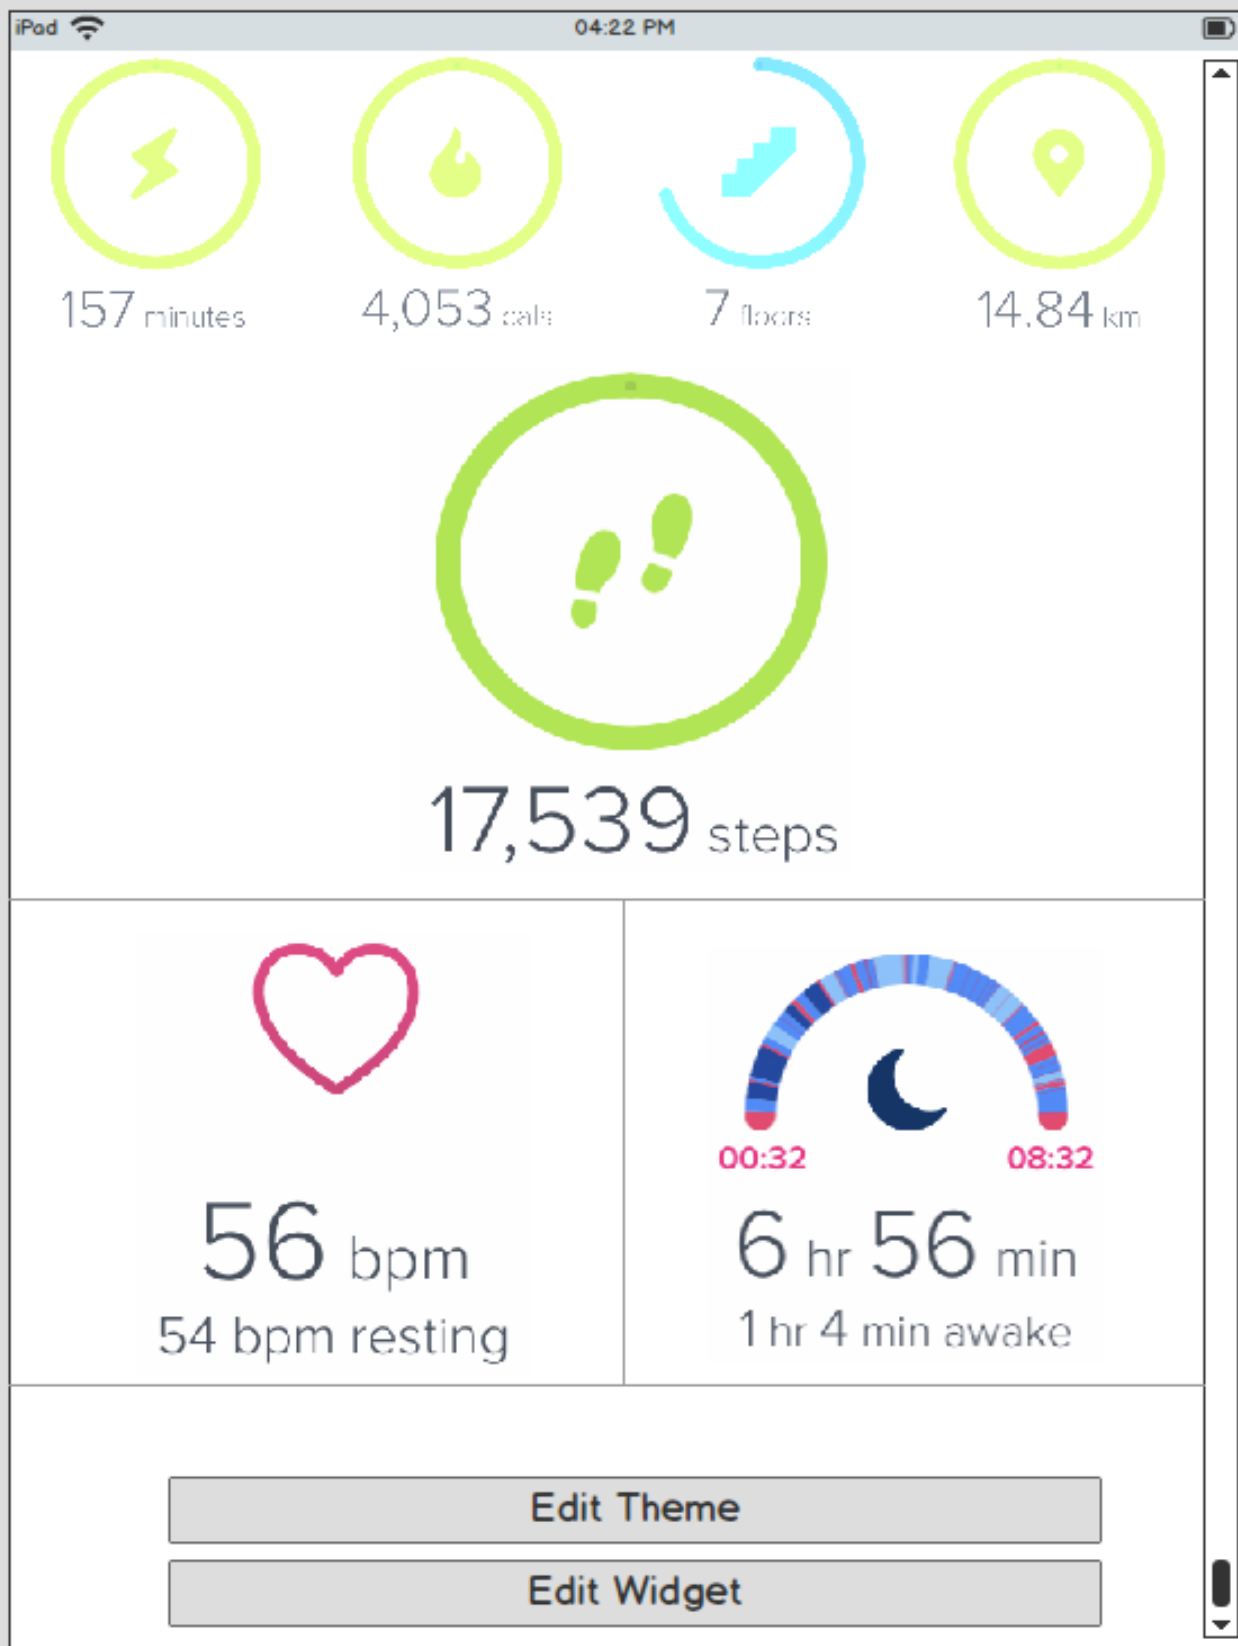 iPad 04:22 PM
157 minutes 4,053 cals 7 floors 14.84 km
17,539 steps
00:32 08:32
56 bpm
54 bpm resting
6 hr 56 min
1 hr 4 min awake
Edit Theme
Edit Widget